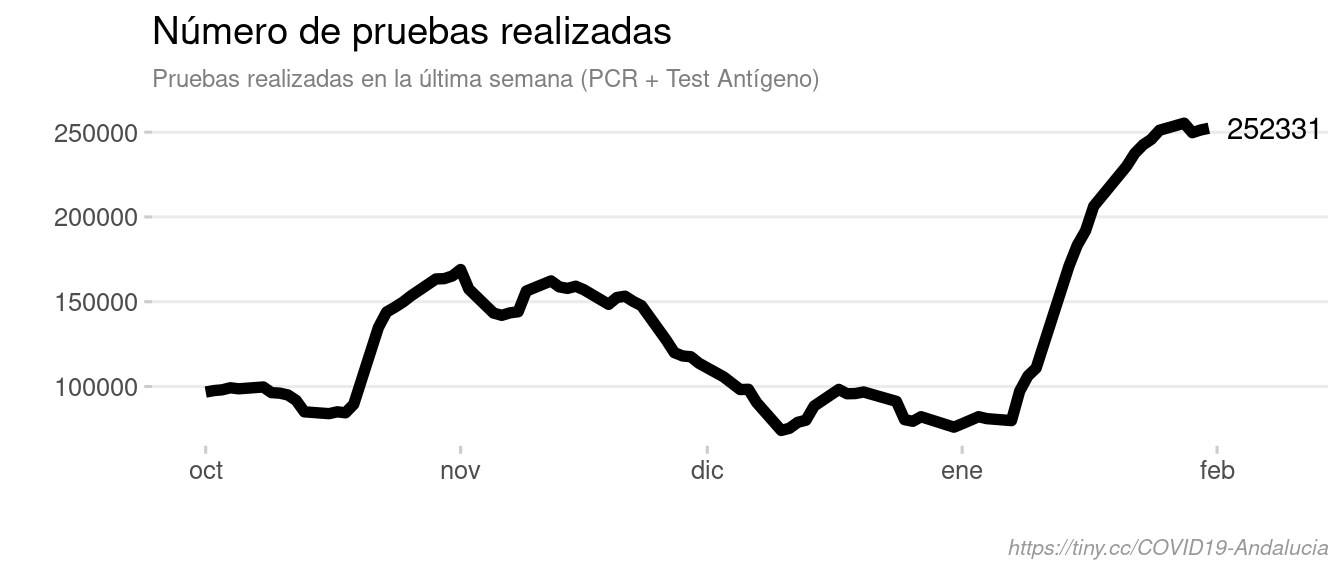 Número de pruebas realizadas
Pruebas realizadas en la última semana (PCR + Test Antígeno)
250000
252331
200000
150000
100000
oct nov dic ene feb
https://tiny.cc/COVID19-Andalucia